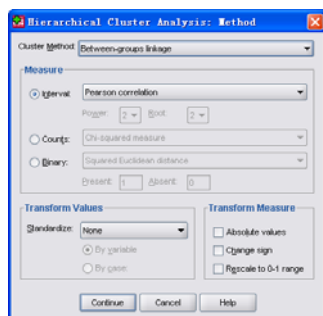 Hierarchical Cluster Analysis: Method
Cluster Method: Between-groups linkage
Measure
Interval: Pearson correlation
Power: 2 Root: 2
Counts: Chi-squared measure
Binary: Squared Euclidean distance
Present: 1 Absent: 0
Transform Values
Standardize: None
By variable
By case:
Transform Measure
Absolute values
Change sign
Rescale to 0-1 range
Continue Cancel Help